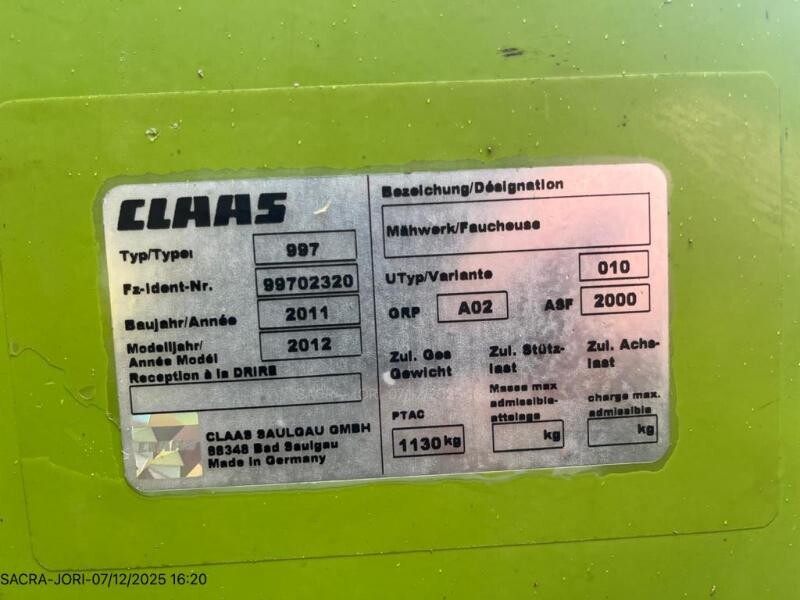 CLAAS
Typ/Type:
997
Fz-Ident-Nr.
99702320
Baujahr/Année
2011
Modelljahr/
Année Modél
2012
Reception à la DRIRE
CLAAS SAULGAU GMBH
88348 Bad Saulgau
Made in Germany
Bezeichung/Désignation
Mähwerk/Faucheuse
UTyp/Variante
010
GRP
A02
ASF
2000
Zul. Ges
Gewicht
PTAC
1130 kg
Zul. Stütz-
last
Masse max
admissible-
attelage
kg
Zul. Achs-
last
charge max.
admissible
kg
SACRA-JORI-07/12/2025 16:20